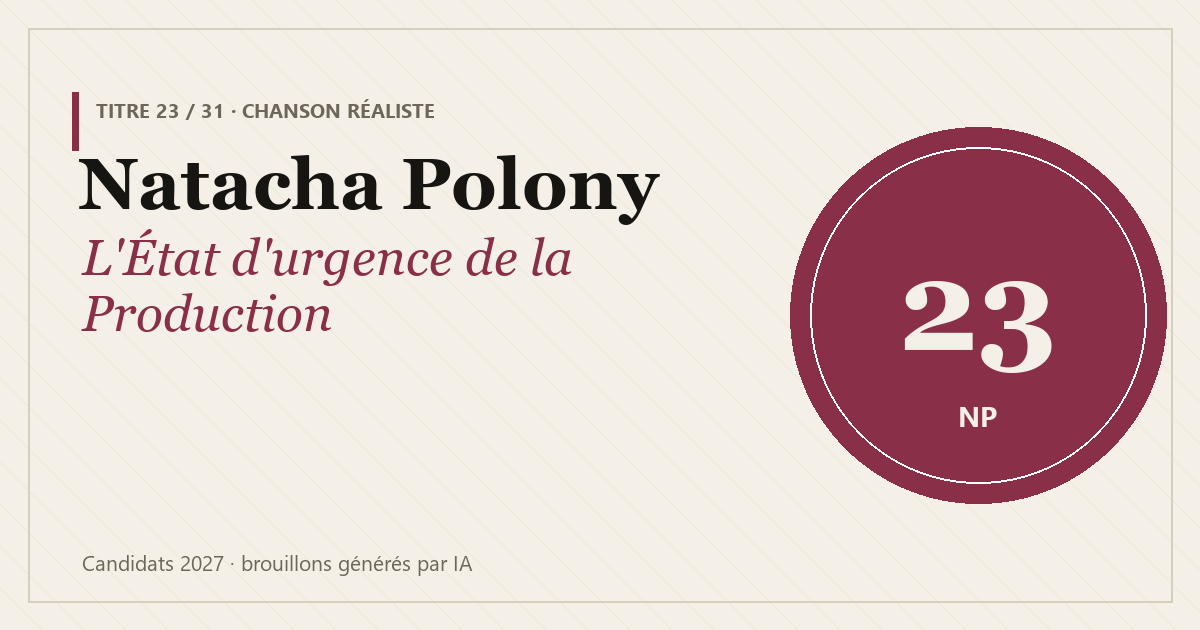 TITRE 23 / 31 · CHANSON RÉALISTE
Natacha Polony
L'État d'urgence de la
Production
23
NP
Candidats 2027 · brouillons générés par IA